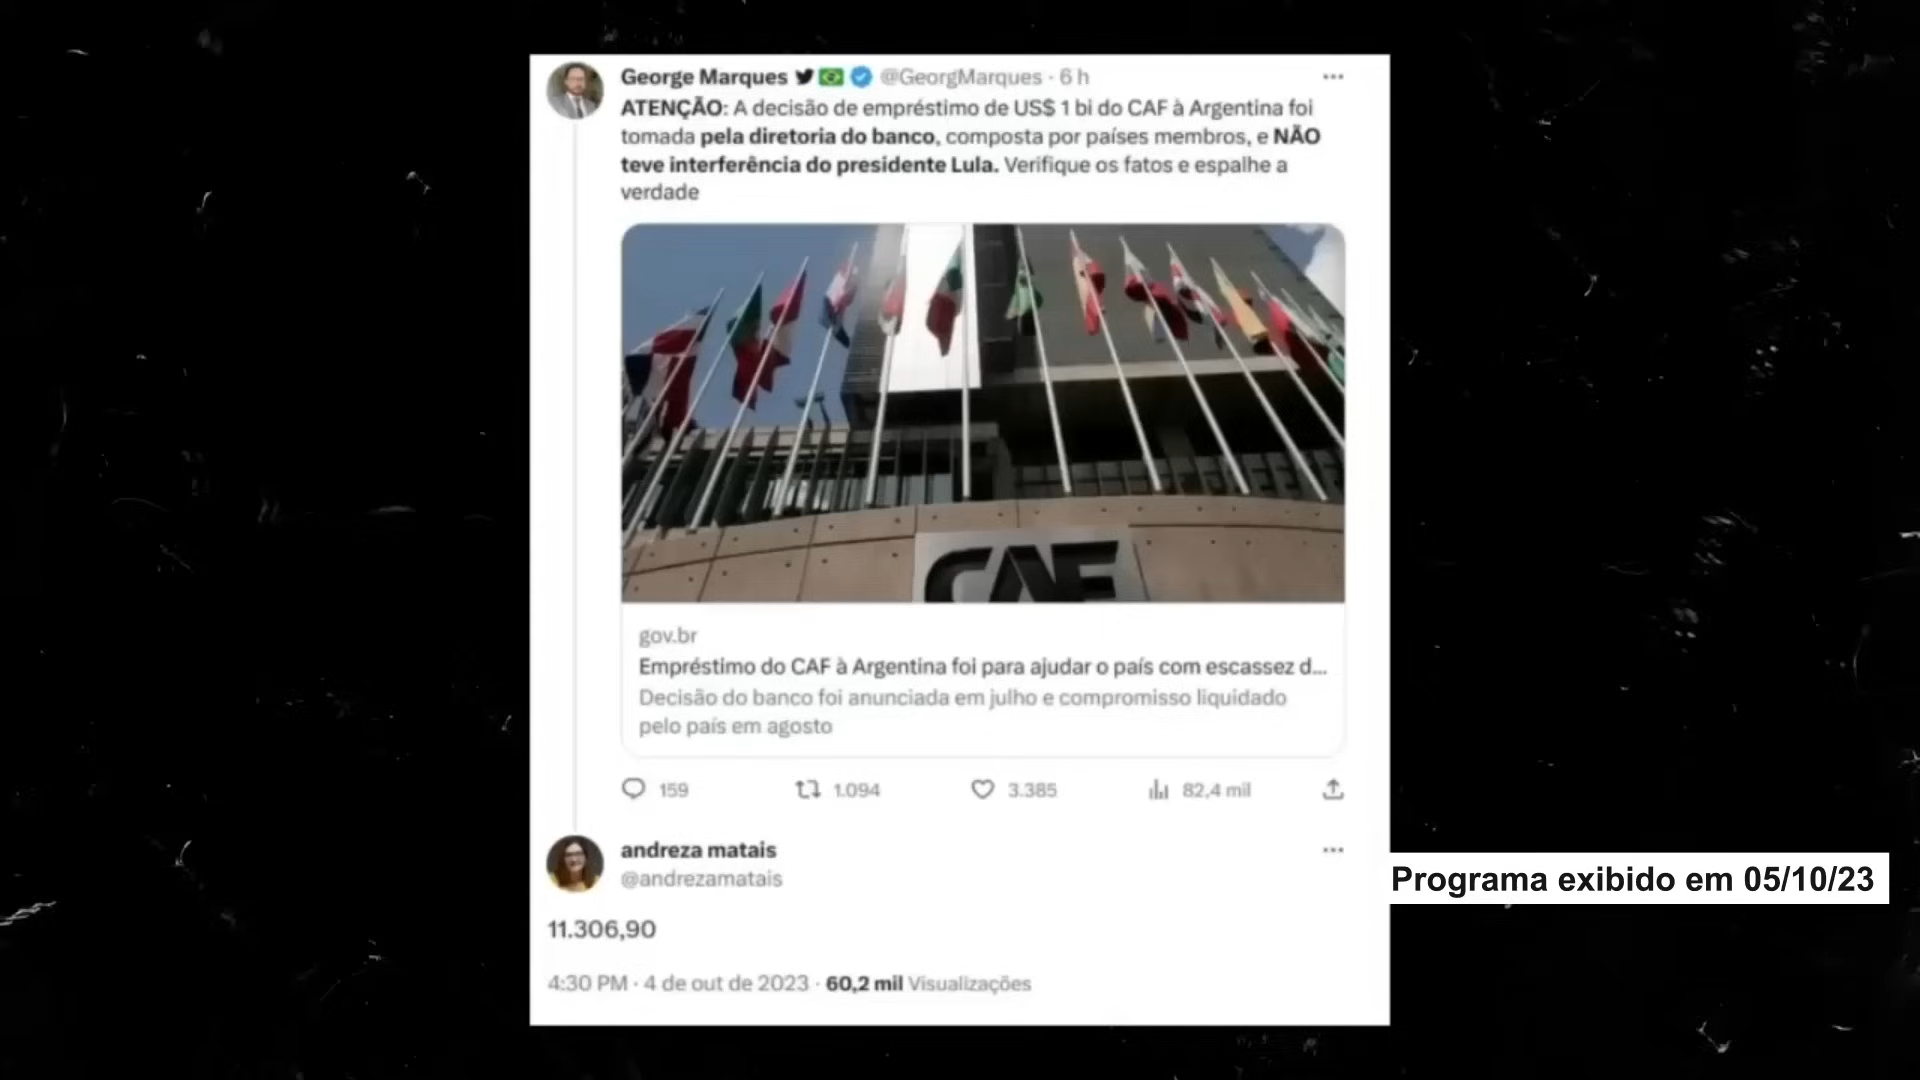 George Marques @GeorgMarques · 6 h
ATENÇÃO: A decisão de empréstimo de US$ 1 bi do CAF à Argentina foi
tomada pela diretoria do banco, composta por países membros, e NÃO
teve interferência do presidente Lula. Verifique os fatos e espalhe a
verdade
CAF
gov.br
Empréstimo do CAF à Argentina foi para ajudar o país com escassez d...
Decisão do banco foi anunciada em julho e compromisso liquidado
pelo país em agosto
159 1.094 3.385 82,4 mil
andreza matais
@andrezamatais
Programa exibido em 05/10/23
11.306,90
4:30 PM · 4 de out de 2023 · 60,2 mil Visualizações